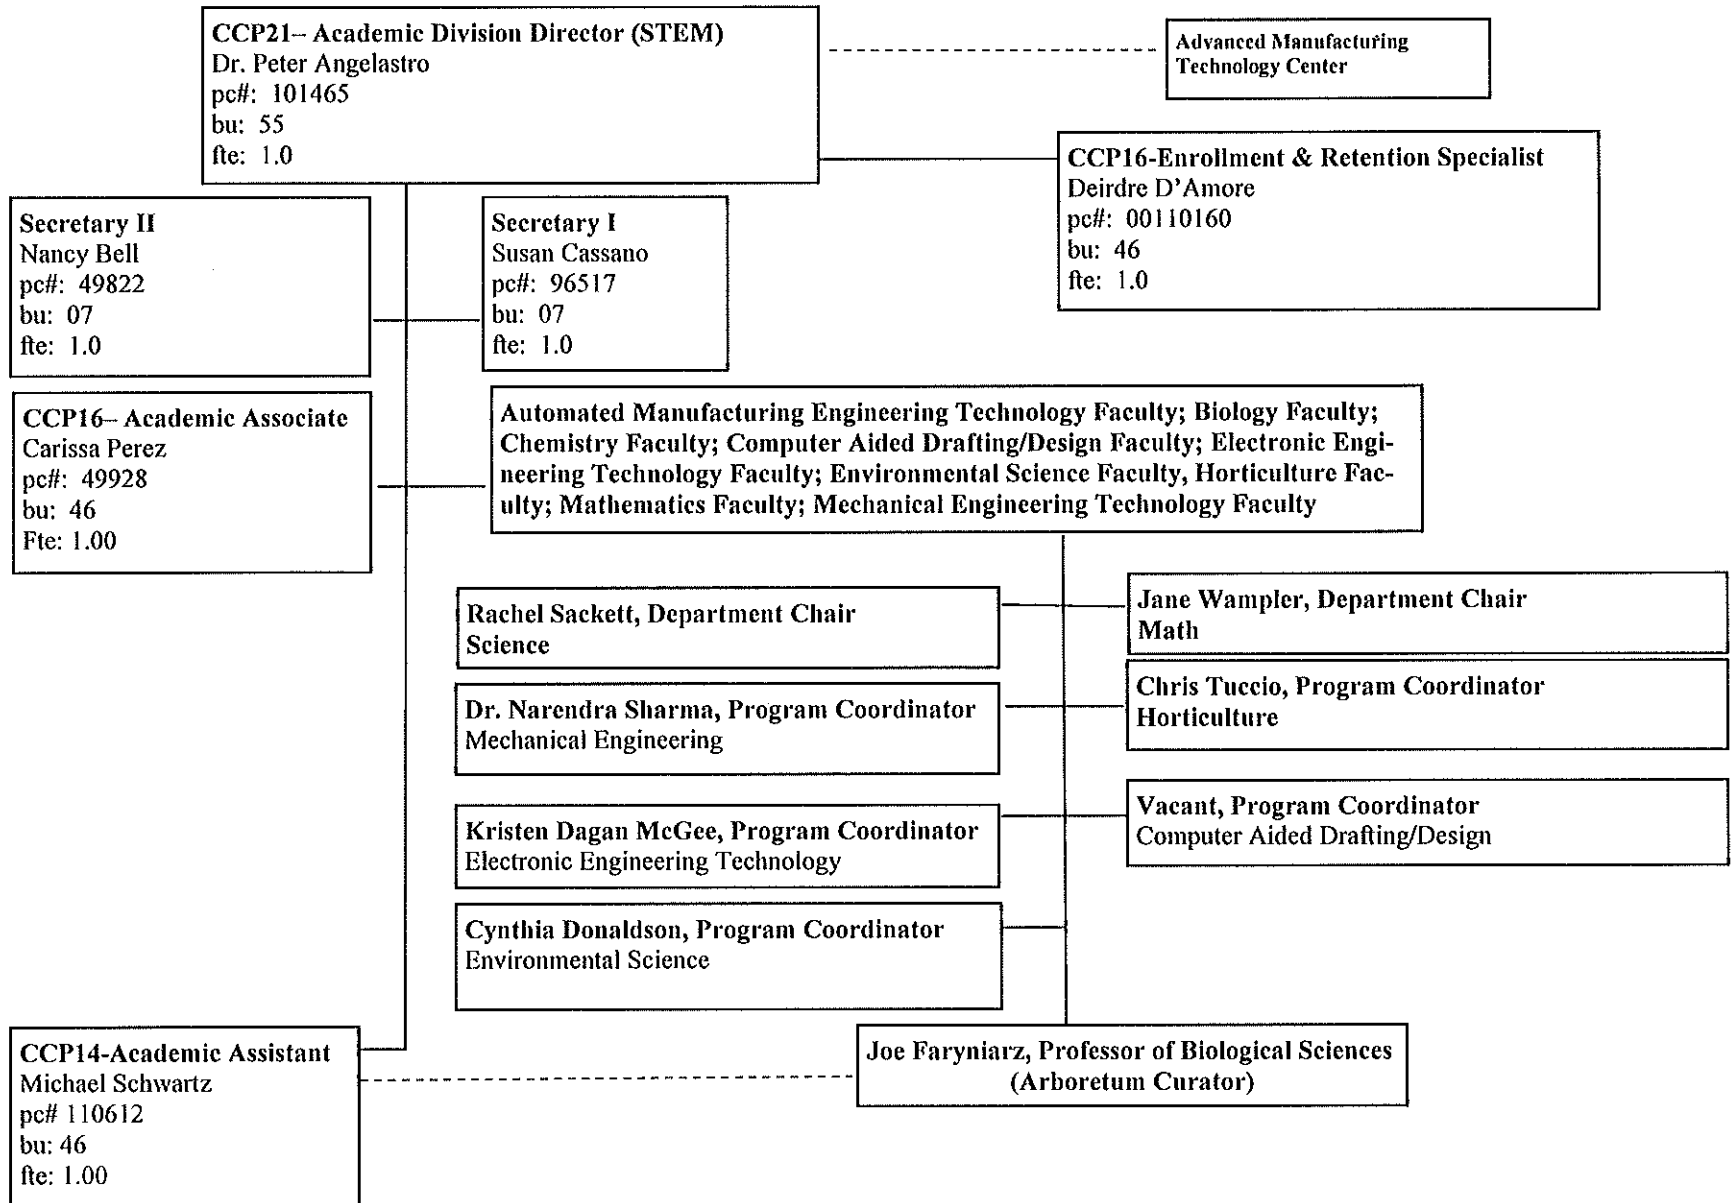 CCP21– Academic Division Director (STEM)
Dr. Peter Angelastro
pc#: 101465
bu: 55
fte: 1.0
Advanced Manufacturing
Technology Center
CCP16-Enrollment & Retention Specialist
Deirdre D'Amore
pc#: 00110160
bu: 46
fte: 1.0
Secretary II
Nancy Bell
pc#: 49822
bu: 07
fte: 1.0
Secretary I
Susan Cassano
pc#: 96517
bu: 07
fte: 1.0
CCP16– Academic Associate
Carissa Perez
pc#: 49928
bu: 46
Fte: 1.00
Automated Manufacturing Engineering Technology Faculty; Biology Faculty;
Chemistry Faculty; Computer Aided Drafting/Design Faculty; Electronic Engi-
neering Technology Faculty; Environmental Science Faculty, Horticulture Fac-
ulty; Mathematics Faculty; Mechanical Engineering Technology Faculty
Rachel Sackett, Department Chair
Science
Jane Wampler, Department Chair
Math
Dr. Narendra Sharma, Program Coordinator
Mechanical Engineering
Chris Tuccio, Program Coordinator
Horticulture
Kristen Dagan McGee, Program Coordinator
Electronic Engineering Technology
Vacant, Program Coordinator
Computer Aided Drafting/Design
Cynthia Donaldson, Program Coordinator
Environmental Science
CCP14-Academic Assistant
Michael Schwartz
pc# 110612
bu: 46
fte: 1.00
Joe Faryniarz, Professor of Biological Sciences
(Arboretum Curator)